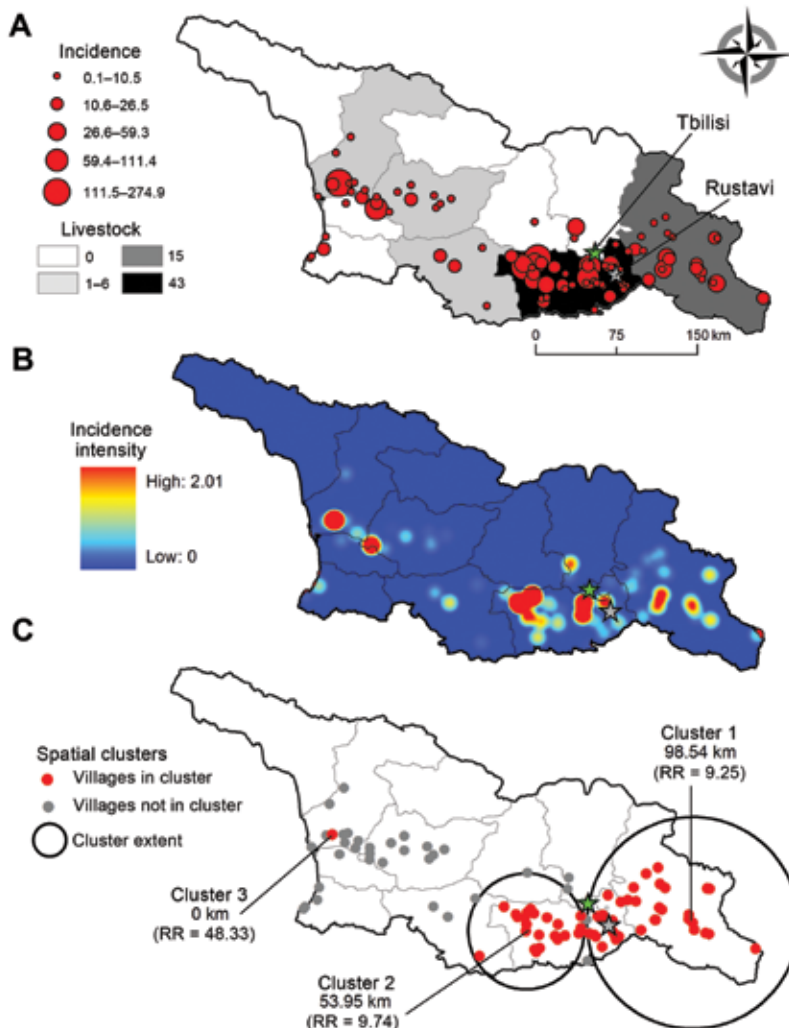 A
Incidence
0.1–10.5
10.6–26.5
26.6–59.3
59.4–111.4
111.5–274.9
Livestock
0
15
1–6
43
Tbilisi
Rustavi
0 75 150 km
B
Incidence
intensity
High: 2.01
Low: 0
C
Spatial clusters
Villages in cluster
Villages not in cluster
Cluster extent
Cluster 1
98.54 km
(RR = 9.25)
Cluster 3
0 km
(RR = 48.33)
Cluster 2
53.95 km
(RR = 9.74)